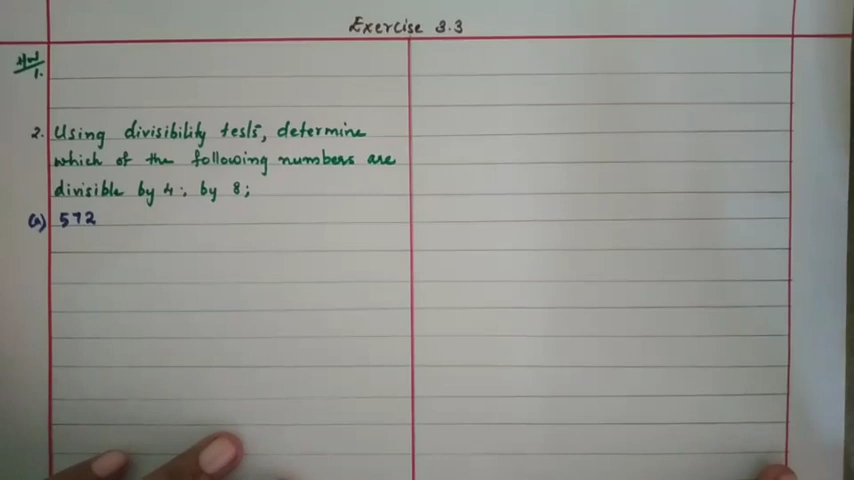 Exercise 3.3
H/W
1.
2. Using divisibility tests, determine
which of the following numbers are
divisible by 4; by 8;
(a) 572